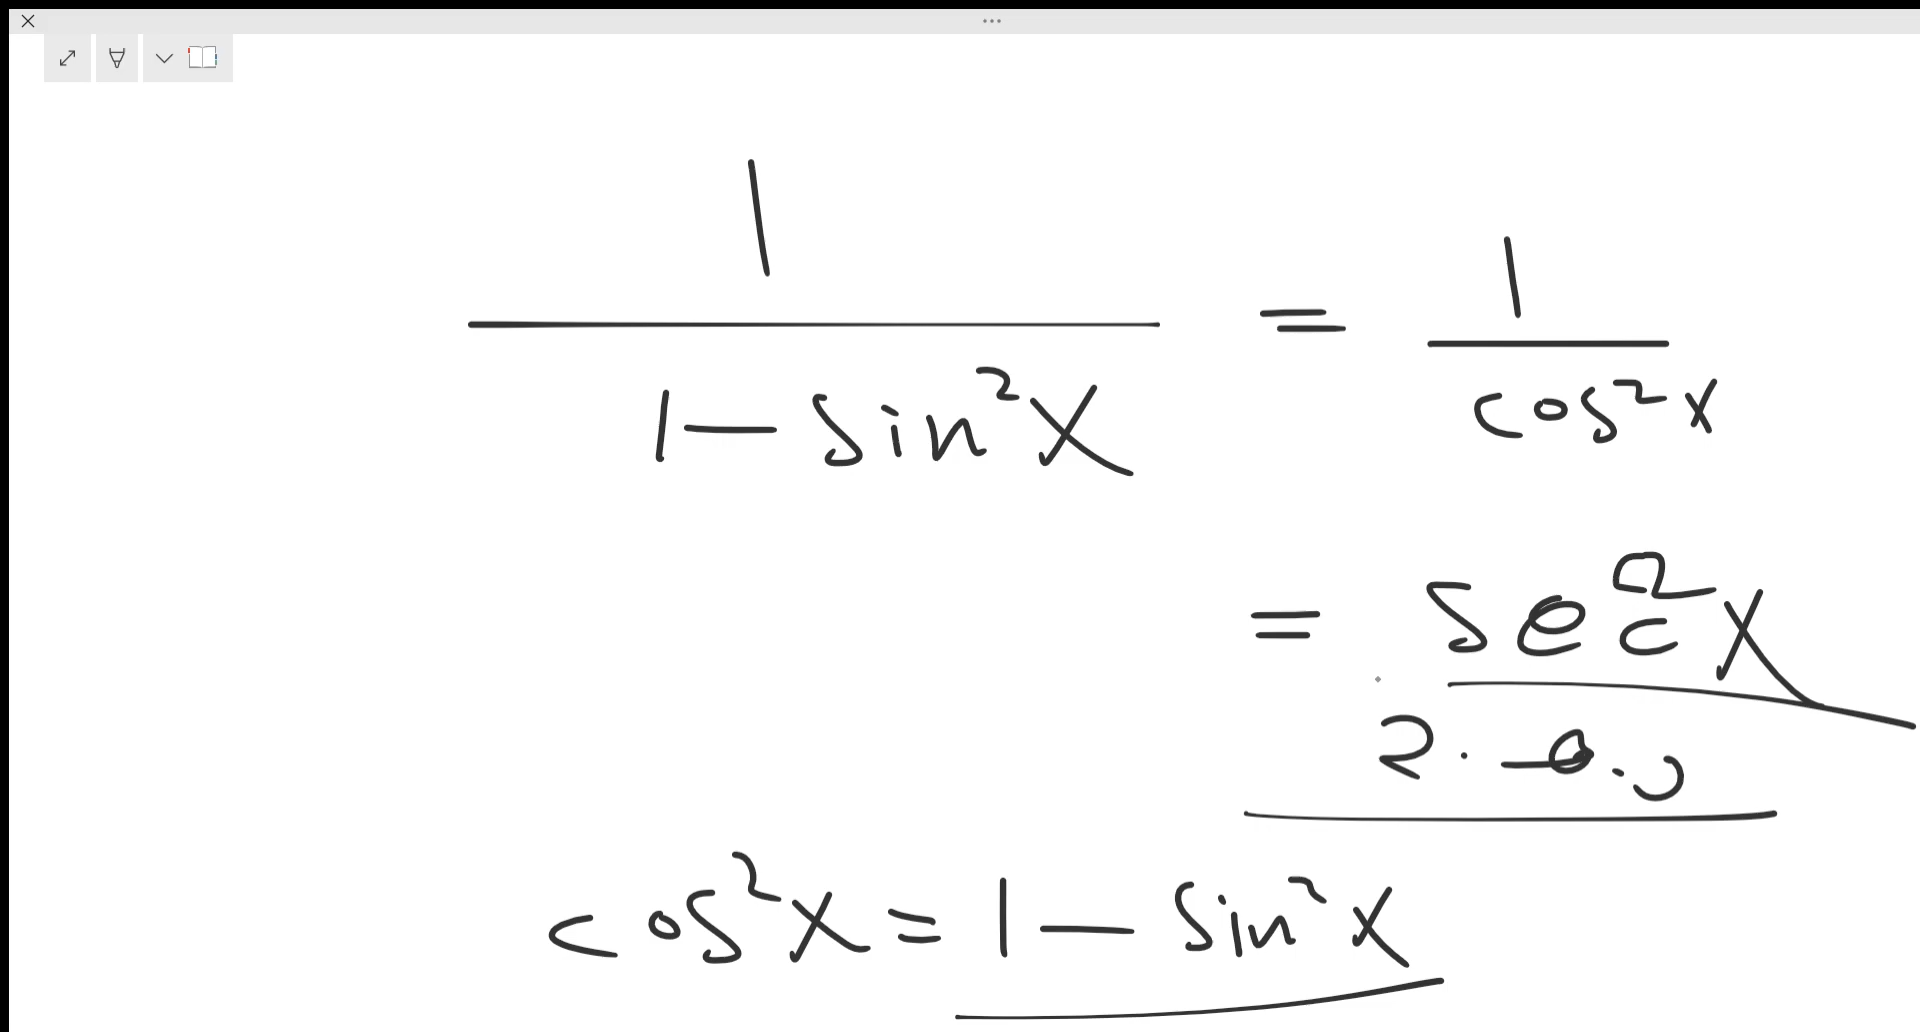 1 / (1 - sin²x) = 1 / cos²x
= sec²x
cos²x = 1 - sin²x